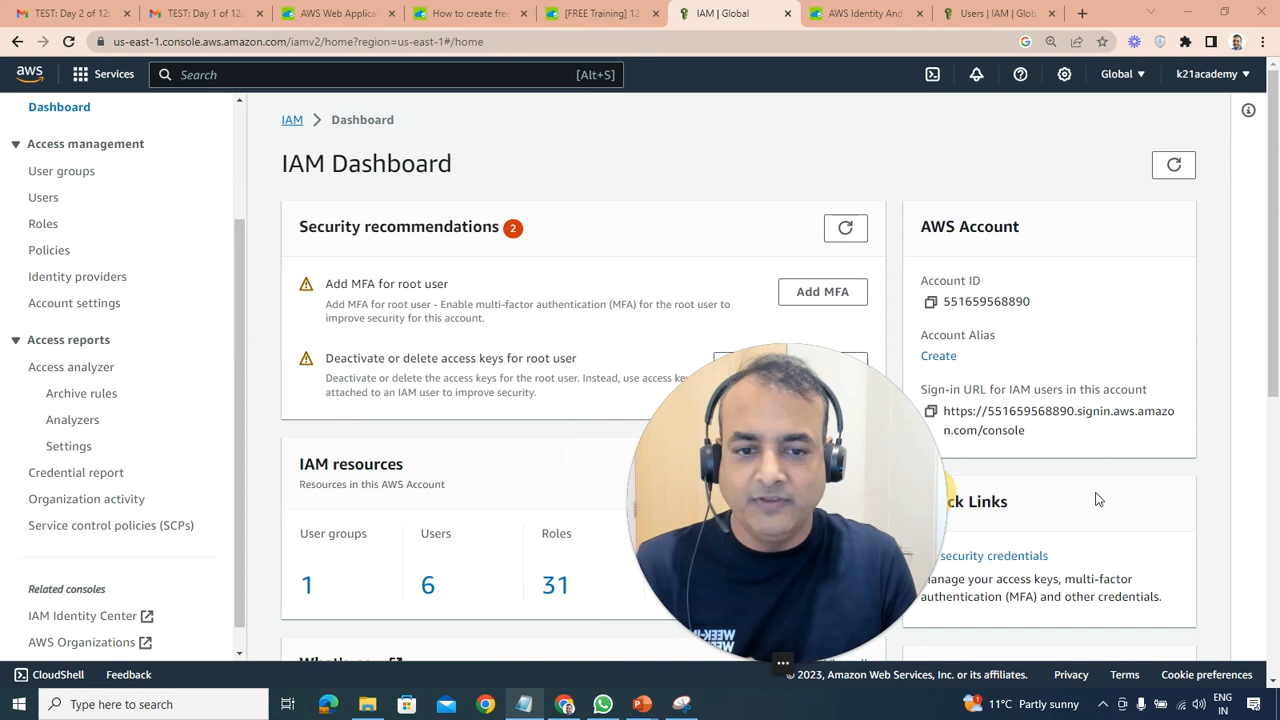 TEST: Day 2 of 12:
TEST: Day 1 of 12:
AWS Web Applicat
How to create free
[FREE Training] 12
IAM | Global
AWS Identity And
Users | IAM | Glob
us-east-1.console.aws.amazon.com/iamv2/home?region=us-east-1#/home
aws
Services
Search
[Alt+S]
Global
k21academy
Dashboard
Access management
User groups
Users
Roles
Policies
Identity providers
Account settings
Access reports
Access analyzer
Archive rules
Analyzers
Settings
Credential report
Organization activity
Service control policies (SCPs)
Related consoles
IAM Identity Center
AWS Organizations
IAM
Dashboard
IAM Dashboard
Security recommendations 2
Add MFA for root user
Add MFA for root user - Enable multi-factor authentication (MFA) for the root user to
improve security for this account.
Add MFA
Deactivate or delete access keys for root user
Deactivate or delete the access keys for the root user. Instead, use access key
attached to an IAM user to improve security.
IAM resources
Resources in this AWS Account
User groups
Users
Roles
1
6
31
AWS Account
Account ID
551659568890
Account Alias
Create
Sign-in URL for IAM users in this account
https://551659568890.signin.aws.amazo
n.com/console
ck Links
security credentials
Manage your access keys, multi-factor
authentication (MFA) and other credentials.
CloudShell
Feedback
© 2023, Amazon Web Services, Inc. or its affiliates.
Privacy
Terms
Cookie preferences
Type here to search
11°C Partly sunny
ENG
IN